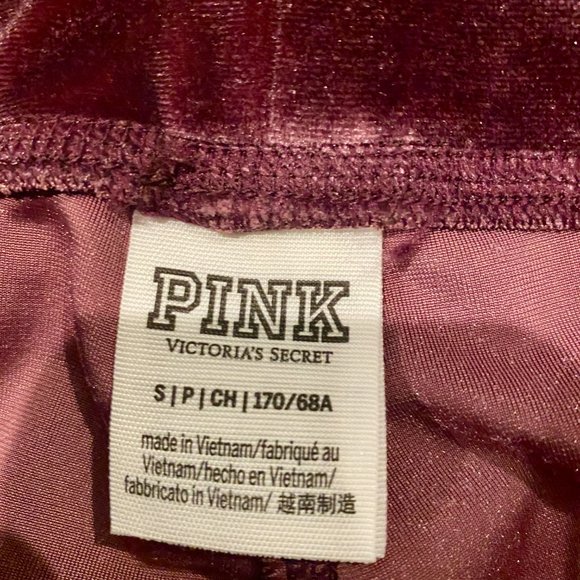 PINK
VICTORIA'S SECRET
S | P | CH | 170/68A
made in Vietnam/fabriqué au
Vietnam/hecho en Vietnam/
fabbricato in Vietnam/ 越南制造